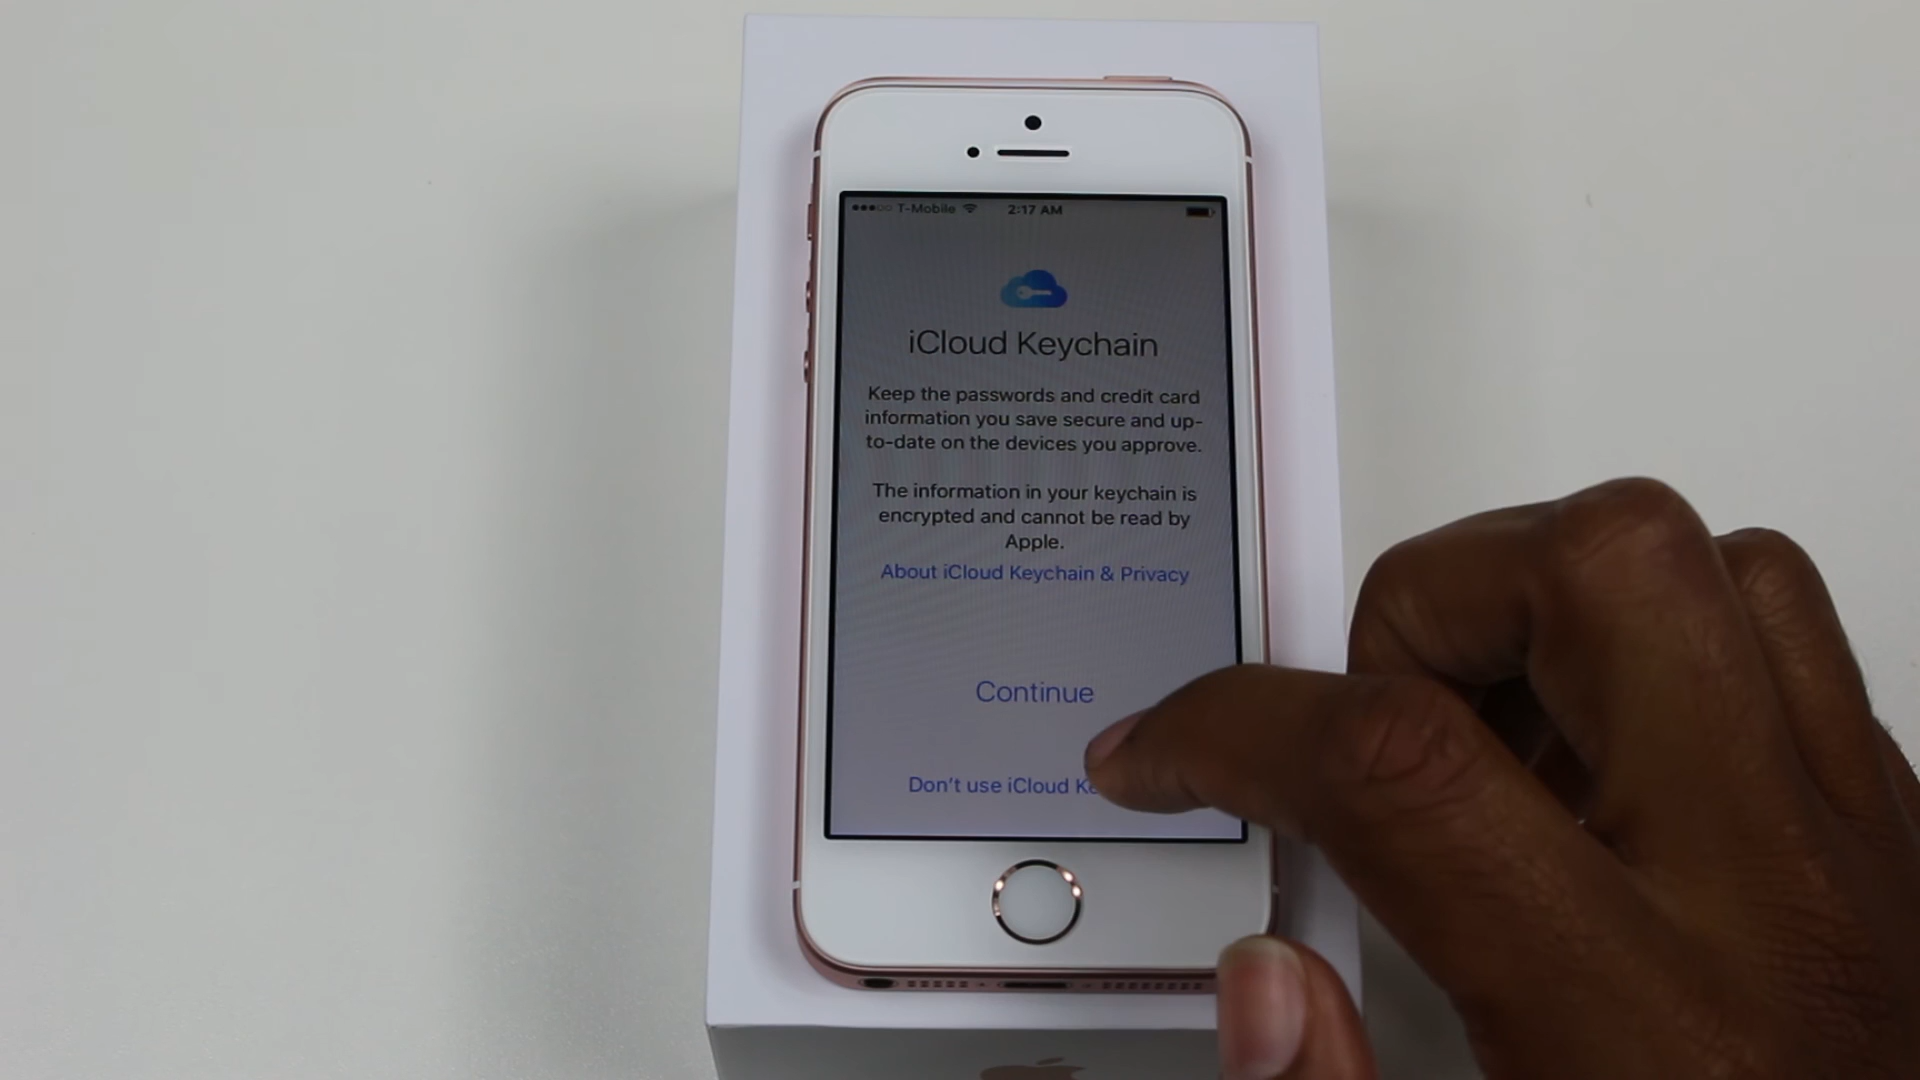 T-Mobile 2:17 AM
iCloud Keychain
Keep the passwords and credit card
information you save secure and up-
to-date on the devices you approve.
The information in your keychain is
encrypted and cannot be read by
Apple.
About iCloud Keychain & Privacy
Continue
Don't use iCloud